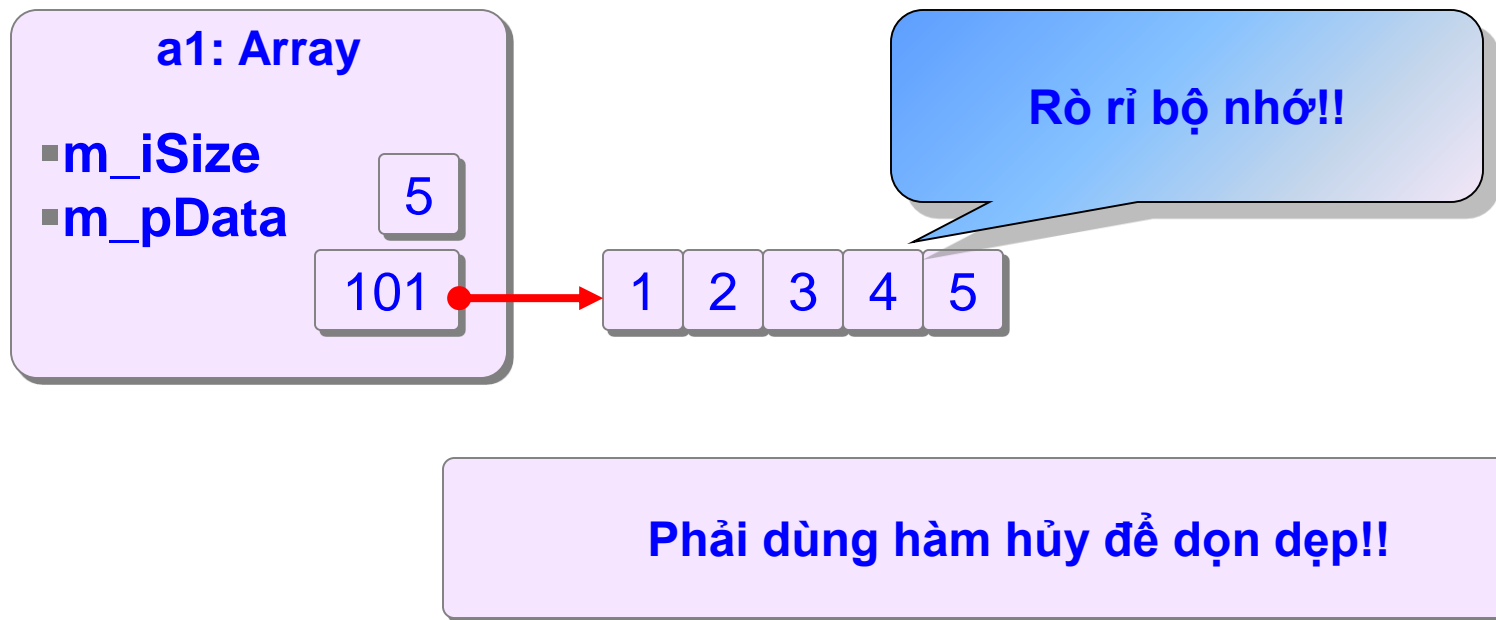 a1: Array
Rò rỉ bộ nhớ!!
m_iSize
5
m_pData
101
1 2 3 4 5
Phải dùng hàm hủy để dọn dẹp!!